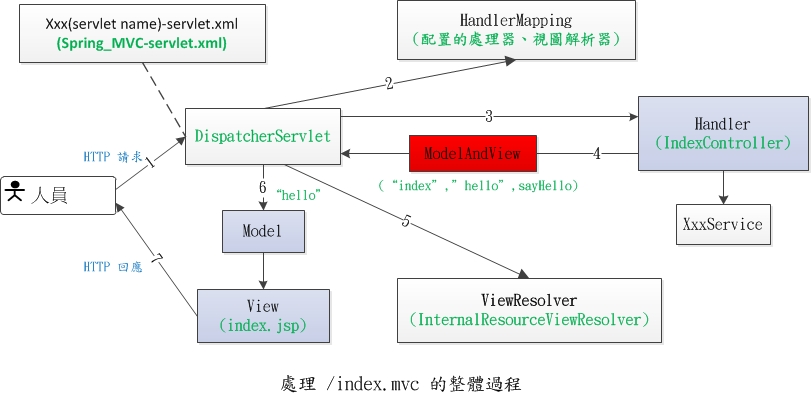 Xxx(servlet name)-servlet.xml
(Spring_MVC-servlet.xml)
HandlerMapping
(配置的處理器、視圖解析器)
2
DispatcherServlet
3
Handler
(IndexController)
ModelAndView
4
(“index”,”hello”,sayHello)
HTTP 請求
1
人員
6
“hello”
5
Model
XxxService
7
HTTP 回應
View
(index.jsp)
ViewResolver
(InternalResourceViewResolver)
處理 /index.mvc 的整體過程